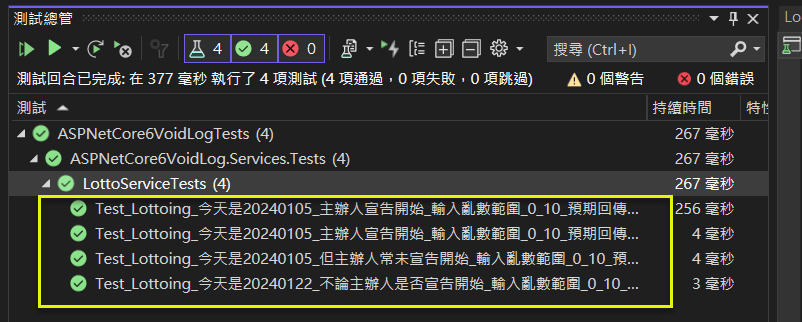 測試總管
4 4 0
搜尋 (Ctrl+I)
測試回合已完成: 在 377 毫秒 執行了 4 項測試 (4 項通過，0 項失敗，0 項跳過) 0 個警告 0 個錯誤
測試 持續時間 特性
ASPNetCore6VoidLogTests (4) 267 毫秒
ASPNetCore6VoidLog.Services.Tests (4) 267 毫秒
LottoServiceTests (4) 267 毫秒
Test_Lottoing_今天是20240105_主辦人宣告開始_輸入亂數範圍_0_10_預期回傳... 256 毫秒
Test_Lottoing_今天是20240105_主辦人宣告開始_輸入亂數範圍_0_10_預期回傳... 4 毫秒
Test_Lottoing_今天是20240105_但主辦人常未宣告開始_輸入亂數範圍_0_10_預... 4 毫秒
Test_Lottoing_今天是20240122_不論主辦人是否宣告開始_輸入亂數範圍_0_10_... 3 毫秒
Lo